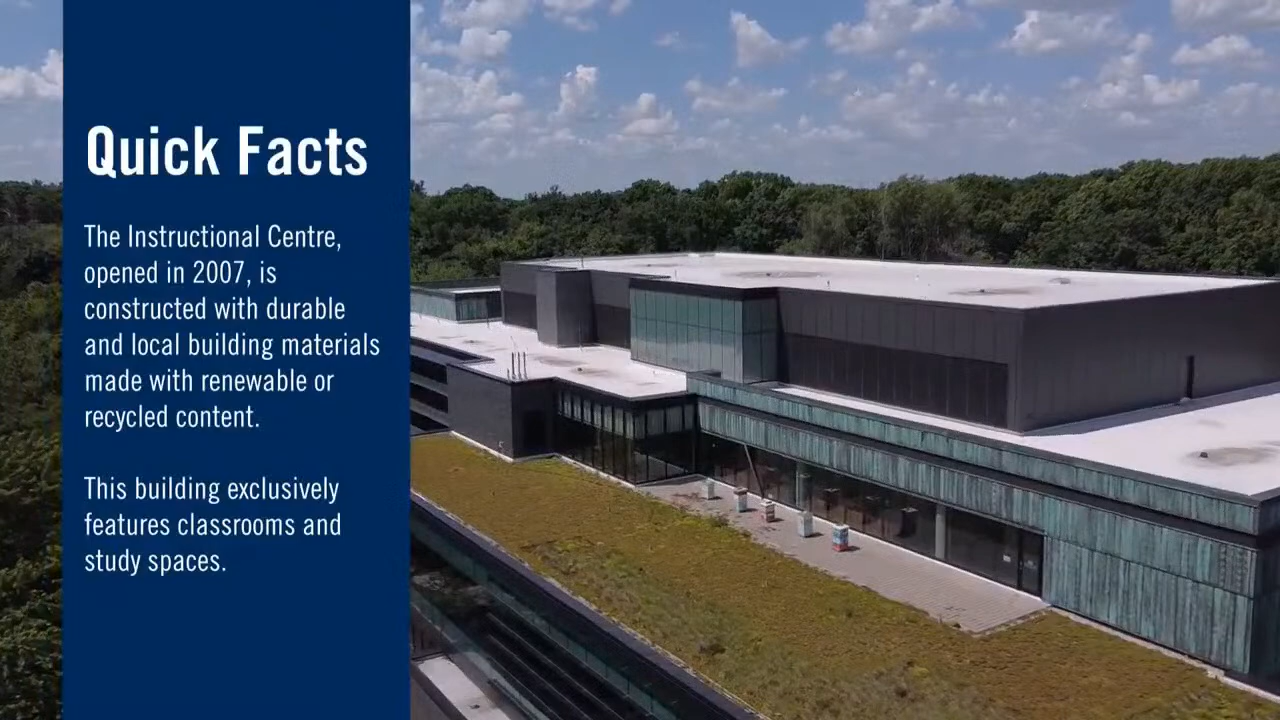 Quick Facts
The Instructional Centre,
opened in 2007, is
constructed with durable
and local building materials
made with renewable or
recycled content.
This building exclusively
features classrooms and
study spaces.